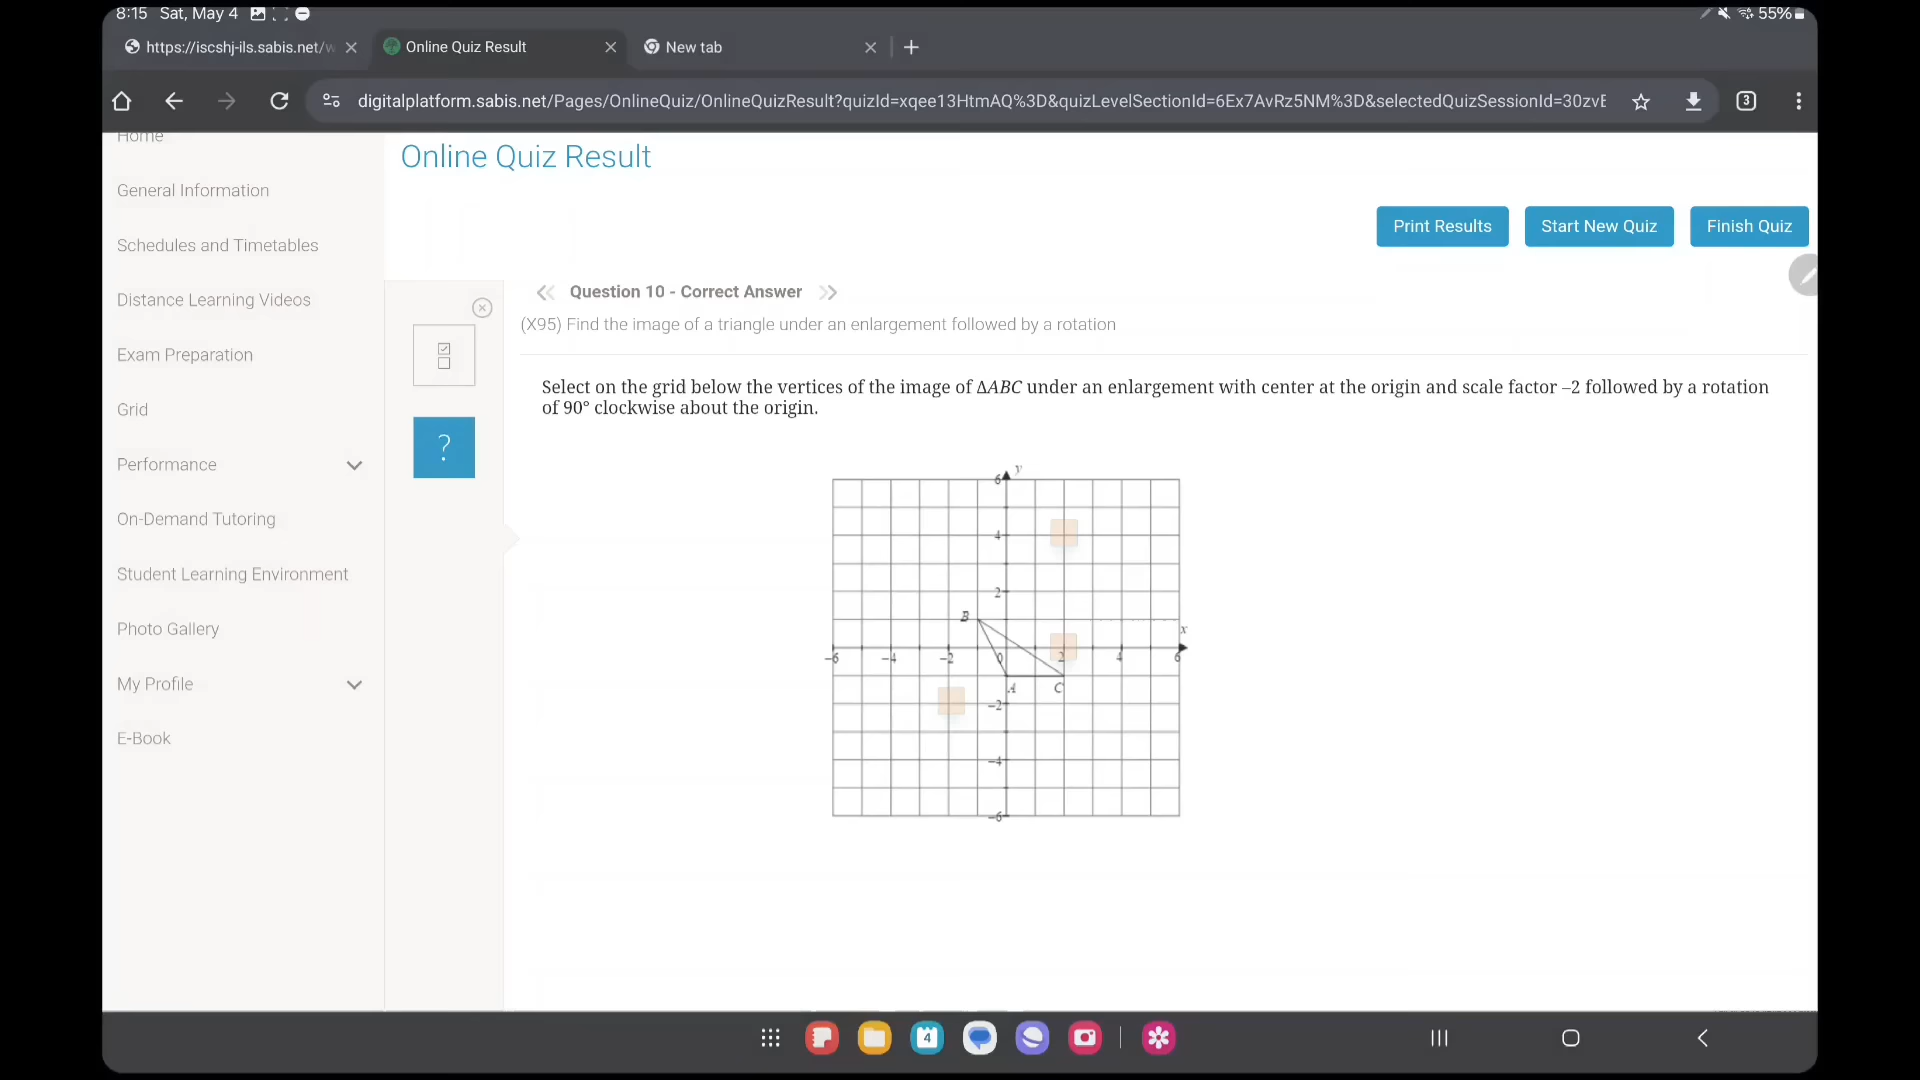 8:15 Sat, May 4
55%
Online Quiz Result
New tab
digitalplatform.sabis.net/Pages/OnlineQuiz/OnlineQuizResult?quizId=xqee13HtmAQ%3D&quizLevelSectionId=6Ex7AvRz5NM%3D&selectedQuizSessionId=30zvE
3
Home
General Information
Schedules and Timetables
Distance Learning Videos
Exam Preparation
Grid
Performance
On-Demand Tutoring
Student Learning Environment
Photo Gallery
My Profile
E-Book
Online Quiz Result
Print Results
Start New Quiz
Finish Quiz
Question 10 - Correct Answer
(X95) Find the image of a triangle under an enlargement followed by a rotation
?
Select on the grid below the vertices of the image of ΔABC under an enlargement with center at the origin and scale factor –2 followed by a rotation
of 90° clockwise about the origin.
y
6
4
2
B
x
–6 –4 –2 0 2 4 6
A C
–2
–4
–6
4